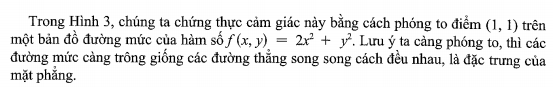 Trong Hình 3, chúng ta chứng thực cảm giác này bằng cách phóng to điểm (1, 1) trên
một bản đồ đường mức của hàm số f(x, y) = 2x² + y². Lưu ý ta càng phóng to, thì các
đường mức càng trông giống các đường thẳng song song cách đều nhau, là đặc trưng của
mặt phẳng.